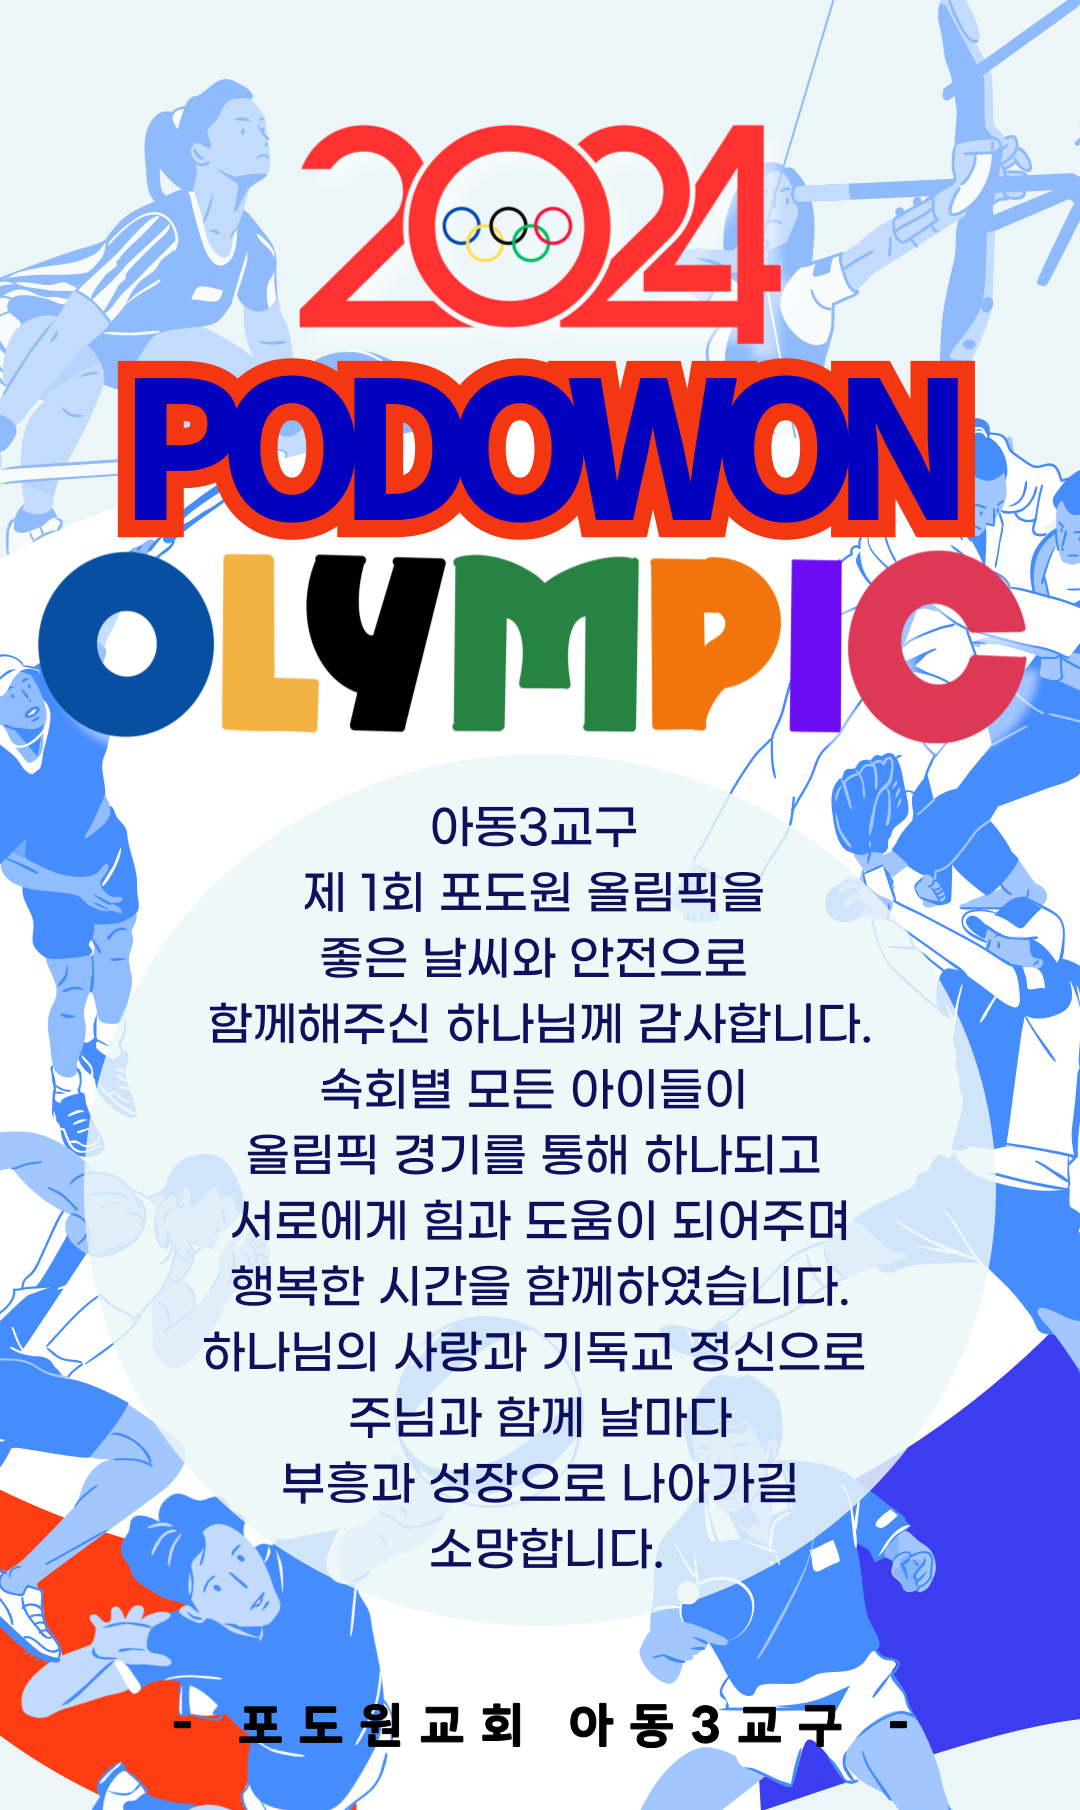 2024
PODOWON
OLYMPIC
아동3교구
제 1회 포도원 올림픽을
좋은 날씨와 안전으로
함께해주신 하나님께 감사합니다.
속회별 모든 아이들이
올림픽 경기를 통해 하나되고
서로에게 힘과 도움이 되어주며
행복한 시간을 함께하였습니다.
하나님의 사랑과 기독교 정신으로
주님과 함께 날마다
부흥과 성장으로 나아가길
소망합니다.
- 포도원교회 아동3교구 -